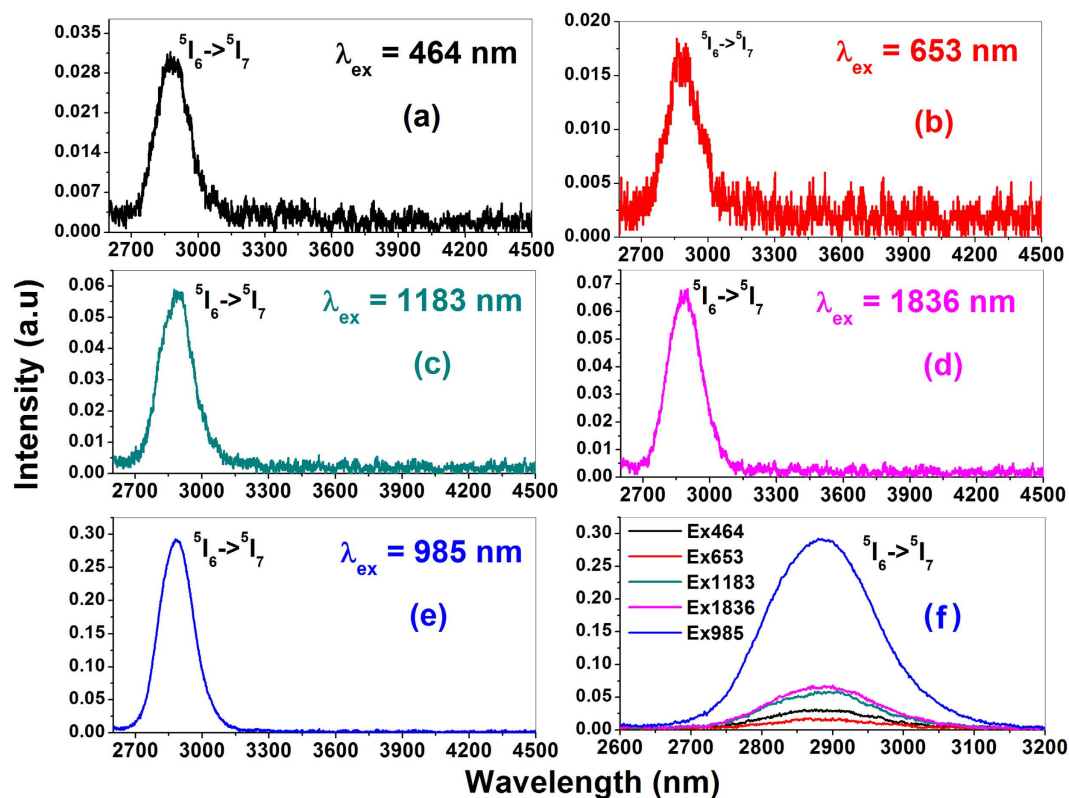 0.035
0.028
0.021
0.014
0.007
0.000
⁵I₆->⁵I₇
λₑₓ = 464 nm
(a)
2700 3000 3300 3600 3900 4200 4500
0.020
0.015
0.010
0.005
0.000
⁵I₆->⁵I₇
λₑₓ = 653 nm
(b)
2700 3000 3300 3600 3900 4200 4500
Intensity (a.u)
0.06
0.05
0.04
0.03
0.02
0.01
0.00
⁵I₆->⁵I₇
λₑₓ = 1183 nm
(c)
2700 3000 3300 3600 3900 4200 4500
0.07
0.06
0.05
0.04
0.03
0.02
0.01
0.00
⁵I₆->⁵I₇
λₑₓ = 1836 nm
(d)
2700 3000 3300 3600 3900 4200 4500
0.30
0.25
0.20
0.15
0.10
0.05
0.00
⁵I₆->⁵I₇
λₑₓ = 985 nm
(e)
2700 3000 3300 3600 3900 4200 4500
0.30
0.25
0.20
0.15
0.10
0.05
0.00
Ex464
Ex653
Ex1183
Ex1836
Ex985
⁵I₆->⁵I₇
(f)
2600 2700 2800 2900 3000 3100 3200
Wavelength (nm)